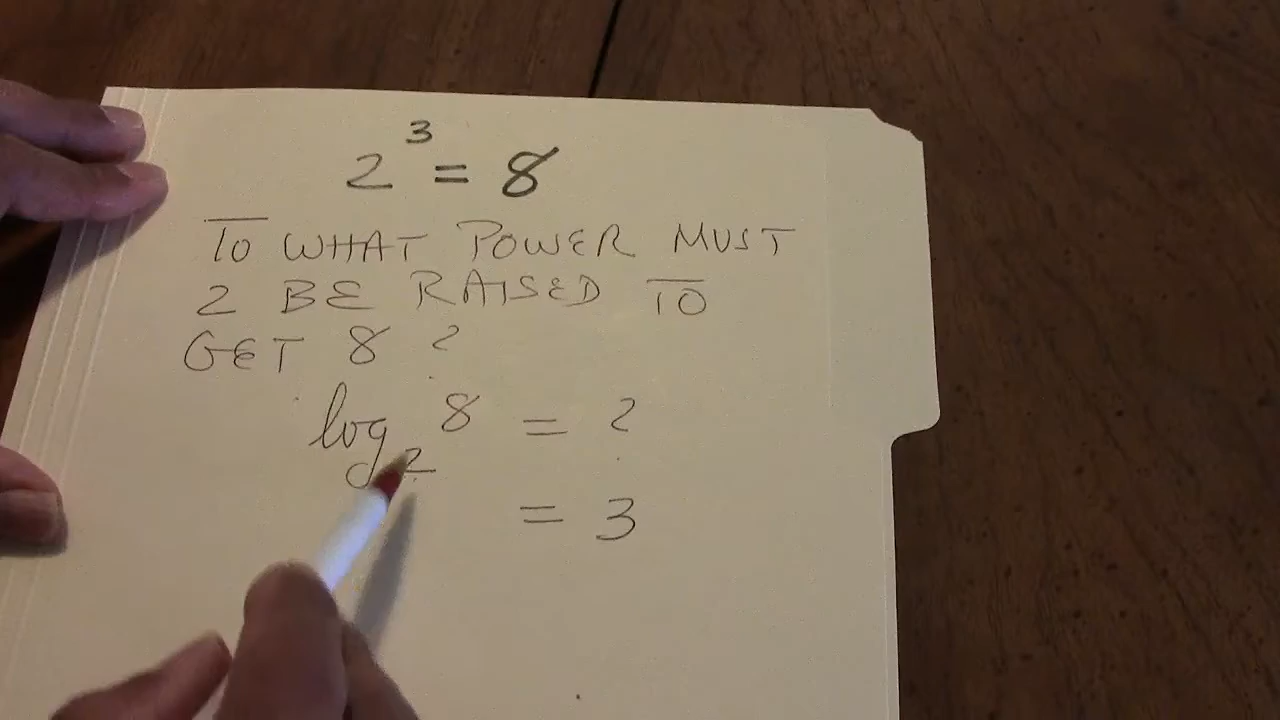 2³ = 8
TO WHAT POWER MUST
2 BE RAISED TO
GET 8 ?
log₂ 8 = ?
= 3